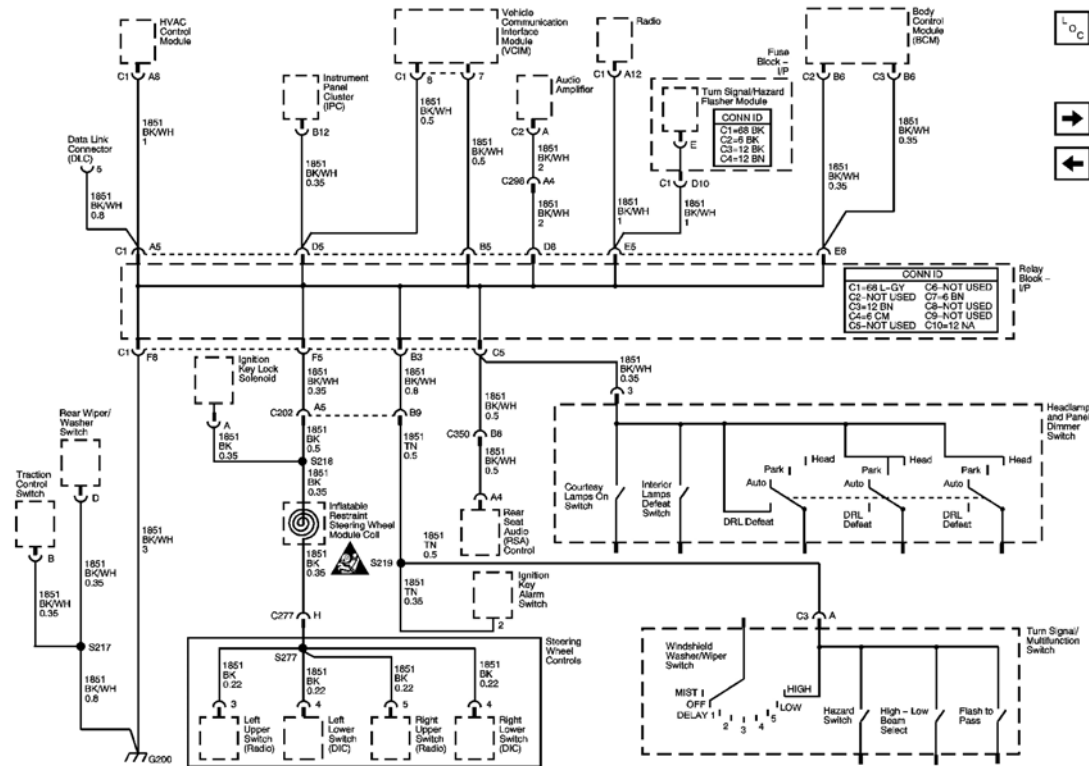 HVAC
Control
Module
C1
A8
1851
BK/WH
1
Data Link
Connector
(DLC)
5
1851
BK/WH
0.8
Instrument
Panel
Cluster
(IPC)
B12
1851
BK/WH
0.35
Vehicle
Communication
Interface
Module
(VCIM)
C1
8
7
1851
BK/WH
0.5
1851
BK/WH
0.5
Audio
Amplifier
C2
A
1851
BK/WH
2
C298
A4
1851
BK/WH
2
Radio
C1
A12
1851
BK/WH
1
Fuse
Block –
I/P
Turn Signal/Hazard
Flasher Module
CONN ID
C1=68 BK
C2=6 BK
C3=12 BK
C4=12 BN
E
C1
D10
1851
BK/WH
1
Body
Control
Module
(BCM)
C2
B6
C3
B6
1851
BK/WH
0.35
1851
BK/WH
0.35
L
O
C
C1
A5
D5
B5
D8
E5
E8
CONN ID
C1=68 L-GY C6-NOT USED
C2-NOT USED C7=6 BN
C3=12 BN C8-NOT USED
C4=6 CM C9-NOT USED
C5-NOT USED C10=12 NA
Relay
Block –
I/P
C1
F8
F5
B3
C5
Ignition
Key Lock
Solenoid
A
1851
BK
0.35
1851
BK/WH
0.35
C202
A5
1851
BK
0.5
S216
1851
BK
0.35
Inflatable
Restraint
Steering Wheel
Module Coil
1851
BK
0.35
C277
H
1851
BK/WH
0.8
B9
1851
TN
0.5
1851
BK/WH
0.5
C350
B8
1851
BK/WH
0.5
A4
Rear
Seat
Audio
(RSA)
Control
1851
BK/WH
0.35
3
Headlamp
and Panel
Dimmer
Switch
Courtesy
Lamps On
Switch
Interior
Lamps
Defeat
Switch
Head
Park
Auto
DRL Defeat
Head
Park
Auto
DRL
Defeat
Head
Park
Auto
DRL
Defeat
Rear Wiper/
Washer
Switch
D
Traction
Control
Switch
B
1851
BK/WH
0.35
1851
BK/WH
0.35
S217
1851
BK/WH
0.8
1851
BK/WH
3
G200
1851
TN
0.5
S219
1851
TN
0.35
Ignition
Key
Alarm
Switch
2
Steering
Wheel
Controls
S277
1851
BK
0.22
1851
BK
0.22
1851
BK
0.22
1851
BK
0.22
3
4
5
4
Left
Upper
Switch
(Radio)
Left
Lower
Switch
(DIC)
Right
Upper
Switch
(Radio)
Right
Lower
Switch
(DIC)
C3
A
Turn Signal/
Multifunction
Switch
Windshield
Washer/Wiper
Switch
MIST
OFF
DELAY 1
2
3
4
5
LOW
HIGH
Hazard
Switch
High – Low
Beam
Select
Flash to
Pass